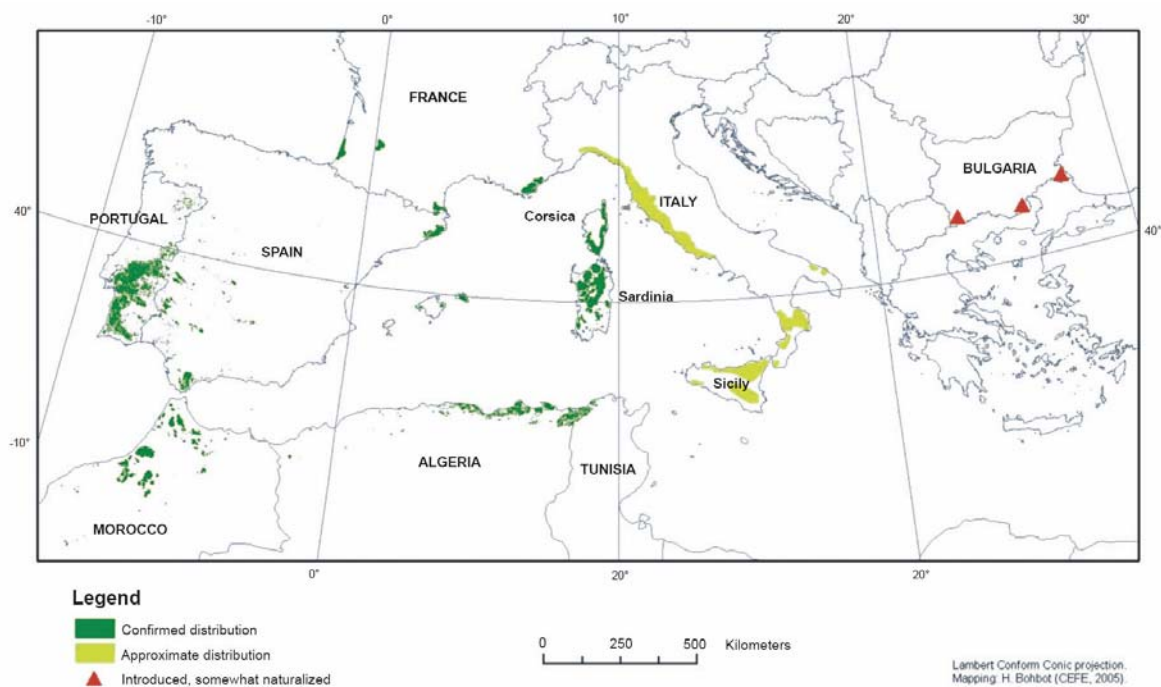 -10° 0° 10° 20° 30°
FRANCE
BULGARIA
Corsica
ITALY
40°
PORTUGAL
SPAIN
40°
Sardinia
Sicily
-10°
ALGERIA
TUNISIA
MOROCCO
0° 20° 20°
Legend
Confirmed distribution
Approximate distribution
Introduced, somewhat naturalized
0 250 500 Kilometers
Lambert Conform Conic projection.
Mapping: H. Bohbot (CEFE, 2005).